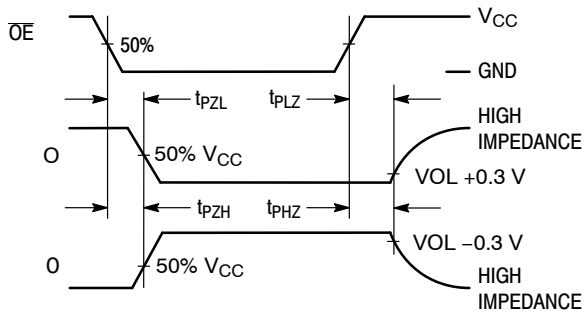 OE
50%
VCC
GND
tPZL
tPLZ
O
50% VCC
HIGH
IMPEDANCE
VOL +0.3 V
tPZH
tPHZ
O
50% VCC
VOL −0.3 V
HIGH
IMPEDANCE